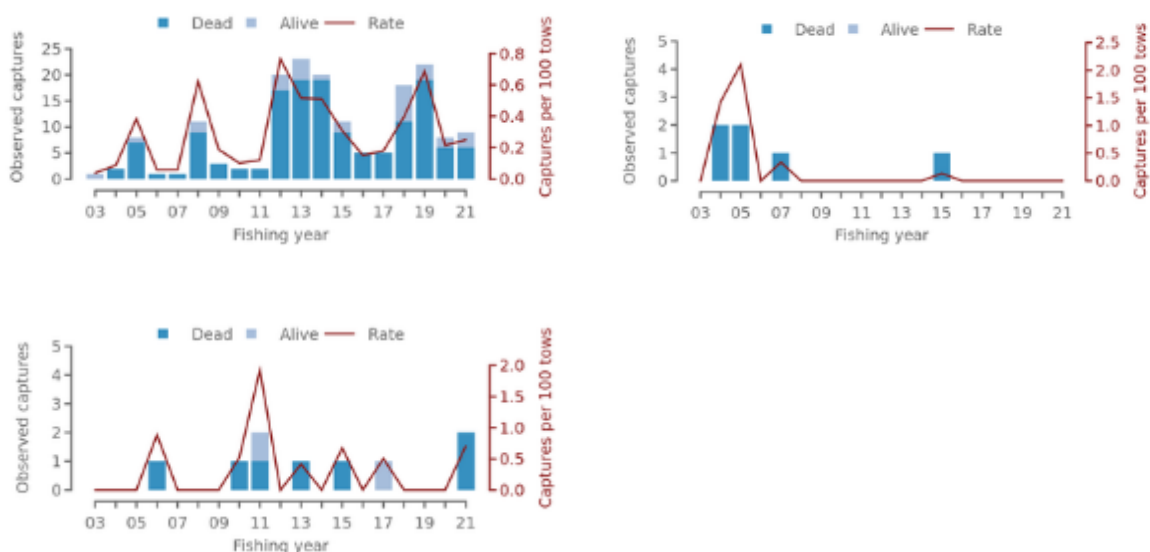 Dead Alive Rate
Observed captures
25
20
15
10
5
0
0.8
0.6
0.4
0.2
0.0
Captures per 100 tows
03 05 07 09 11 13 15 17 19 21
Fishing year
Dead Alive Rate
Observed captures
5
4
3
2
1
0
2.5
2.0
1.5
1.0
0.5
0.0
Captures per 100 tows
03 05 07 09 11 13 15 17 19 21
Fishing year
Dead Alive Rate
Observed captures
5
4
3
2
1
0
2.0
1.5
1.0
0.5
0.0
Captures per 100 tows
03 05 07 09 11 13 15 17 19 21
Fishing year